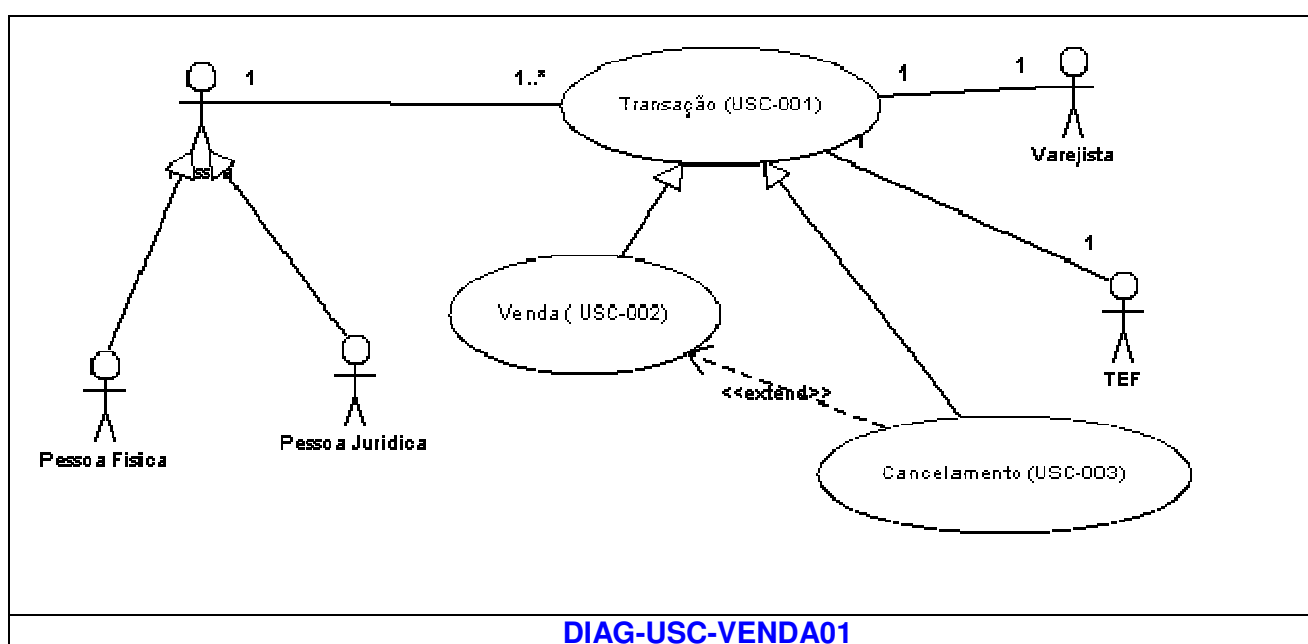 1
1..*
Transação (USC-001)
1
1
Varejista
1
1
TEF
Venda ( USC-002)
<<extend>>
Pessoa Fisica
Pessoa Juridica
Cancelamento (USC-003)
DIAG-USC-VENDA01